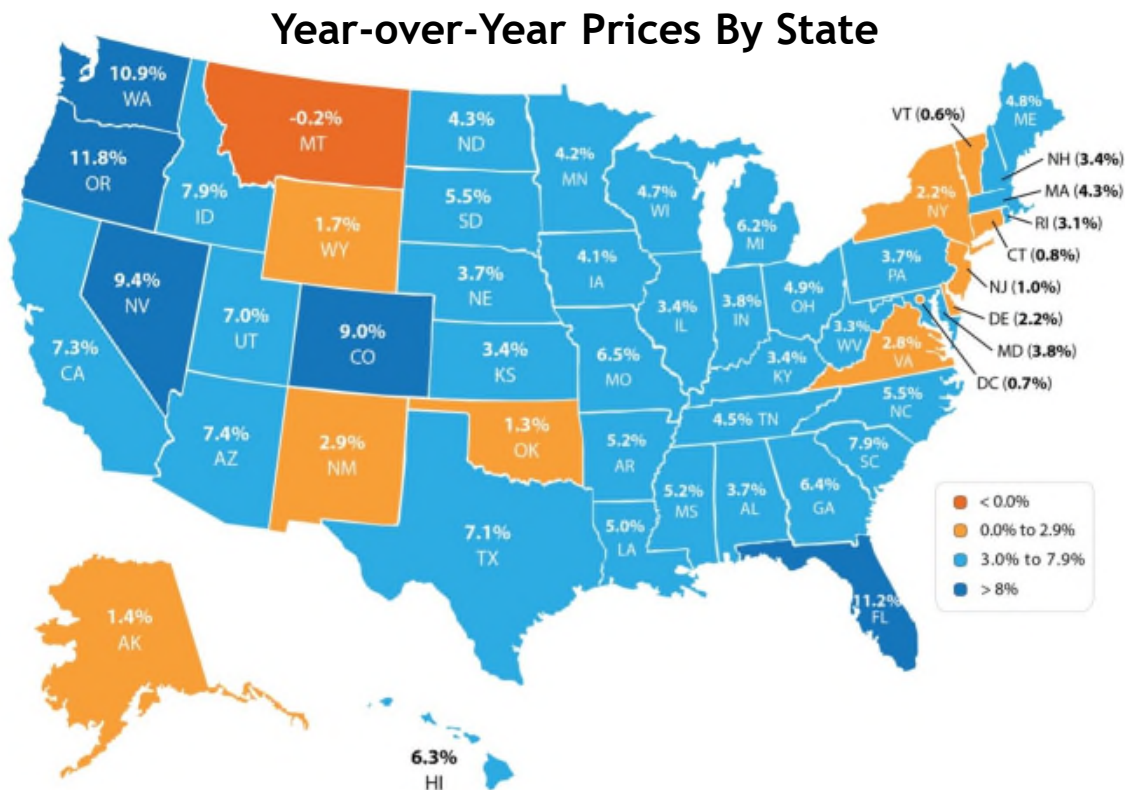 Year-over-Year Prices By State
10.9%
WA
11.8%
OR
7.9%
ID
-0.2%
MT
4.3%
ND
4.2%
MN
5.5%
SD
1.7%
WY
4.7%
WI
6.2%
MI
2.2%
NY
VT (0.6%)
4.8%
ME
NH (3.4%)
MA (4.3%)
RI (3.1%)
CT (0.8%)
NJ (1.0%)
DE (2.2%)
MD (3.8%)
DC (0.7%)
7.3%
CA
9.4%
NV
7.0%
UT
9.0%
CO
3.7%
NE
4.1%
IA
3.4%
IL
3.8%
IN
4.9%
OH
3.7%
PA
3.3%
WV
2.8%
VA
3.4%
KS
6.5%
MO
3.4%
KY
7.4%
AZ
2.9%
NM
1.3%
OK
5.2%
AR
4.5% TN
5.5%
NC
7.9%
SC
7.1%
TX
5.0%
LA
5.2%
MS
3.7%
AL
6.4%
GA
11.2%
FL
1.4%
AK
6.3%
HI
< 0.0%
0.0% to 2.9%
3.0% to 7.9%
> 8%